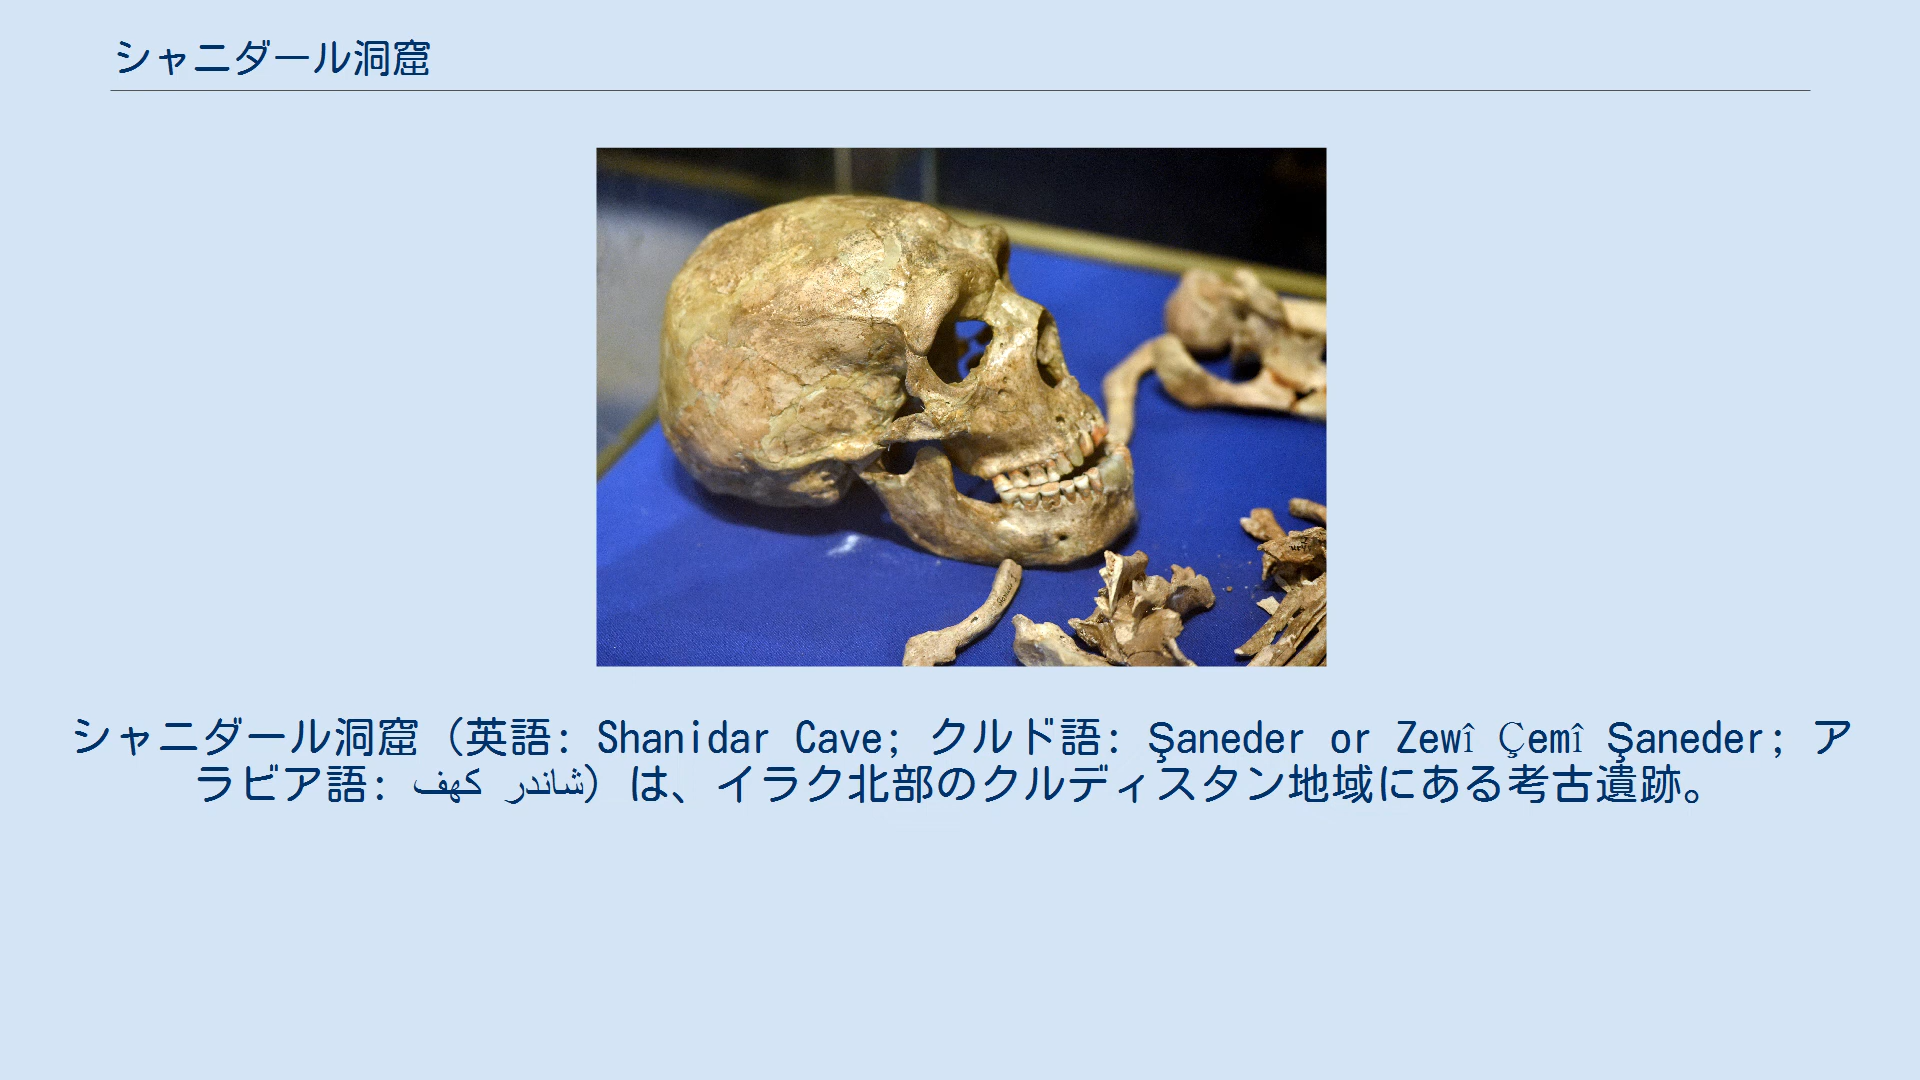 シャニダール洞窟
シャニダール洞窟（英語: Shanidar Cave; クルド語: Şaneder or Zewî Çemî Şaneder; ア
ラビア語: شاندر كهف）は、イラク北部のクルディスタン地域にある考古遺跡。